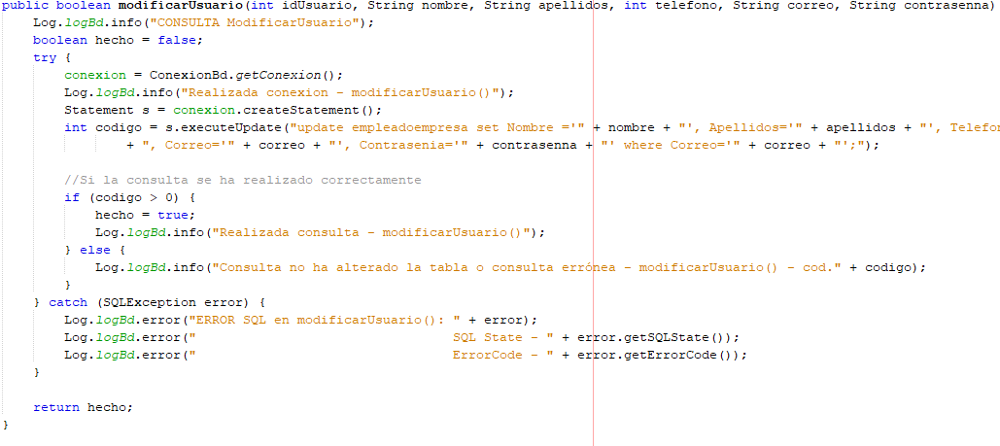 public boolean modificarUsuario(int idUsuario, String nombre, String apellidos, int telefono, String correo, String contrasenna)
    Log.logBd.info("CONSULTA ModificarUsuario");
    boolean hecho = false;
    try {
        conexion = ConexionBd.getConexion();
        Log.logBd.info("Realizada conexion - modificarUsuario()");
        Statement s = conexion.createStatement();
        int codigo = s.executeUpdate("update empleadoempresa set Nombre ='" + nombre + "', Apellidos='" + apellidos + "', Telefon
                + ", Correo='" + correo + "', Contrasenia='" + contrasenna + "' where Correo='" + correo + "';");
        //Si la consulta se ha realizado correctamente
        if (codigo > 0) {
            hecho = true;
            Log.logBd.info("Realizada consulta - modificarUsuario()");
        } else {
            Log.logBd.info("Consulta no ha alterado la tabla o consulta errónea - modificarUsuario() - cod." + codigo);
        }
    } catch (SQLException error) {
        Log.logBd.error("ERROR SQL en modificarUsuario(): " + error);
        Log.logBd.error("                                 SQL State - " + error.getSQLState());
        Log.logBd.error("                                 ErrorCode - " + error.getErrorCode());
    }
    return hecho;
}